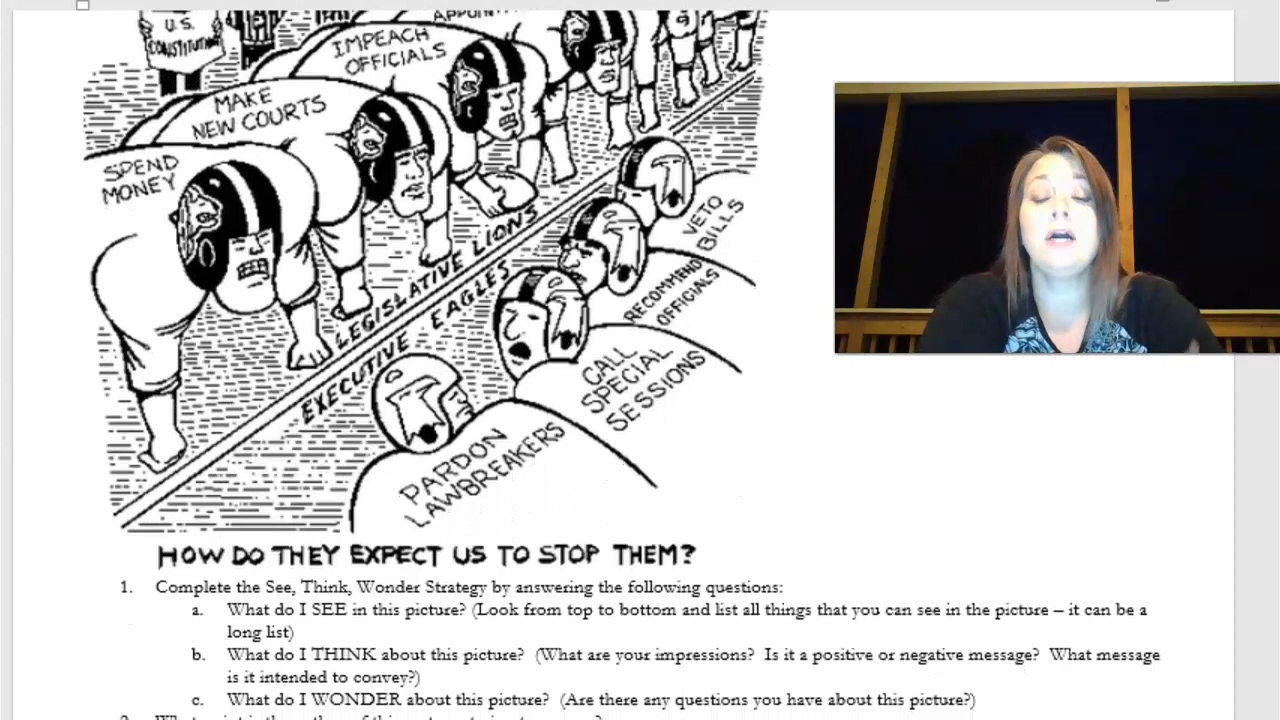 U.S.
CONSTITUTION
IMPEACH
OFFICIALS
MAKE
NEW COURTS
SPEND
MONEY
LEGISLATIVE LIONS
EXECUTIVE EAGLES
VETO
BILLS
RECOMMEND
OFFICIALS
CALL
SPECIAL
SESSIONS
PARDON
LAWBREAKERS
HOW DO THEY EXPECT US TO STOP THEM?
1. Complete the See, Think, Wonder Strategy by answering the following questions:
a. What do I SEE in this picture? (Look from top to bottom and list all things that you can see in the picture – it can be a
long list)
b. What do I THINK about this picture? (What are your impressions? Is it a positive or negative message? What message
is it intended to convey?)
c. What do I WONDER about this picture? (Are there any questions you have about this picture?)